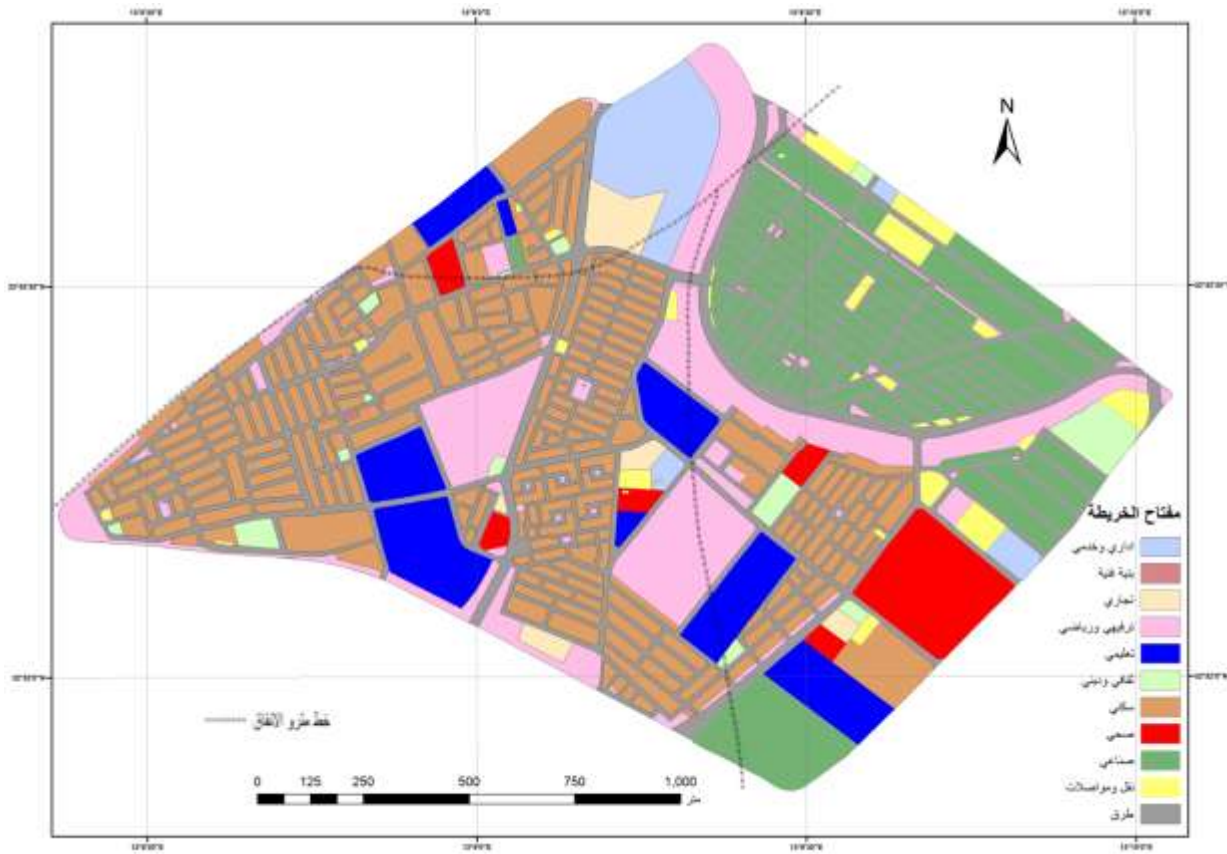 N
مفتاح الخريطة
اداري وخدمي
بنية فنية
تجاري
ترفيهي ورياضي
تعليمي
ثقافي وديني
سكني
صحي
صناعي
نقل ومواصلات
طرق
خط مترو الانفاق
0 125 250 500 750 1,000
متر